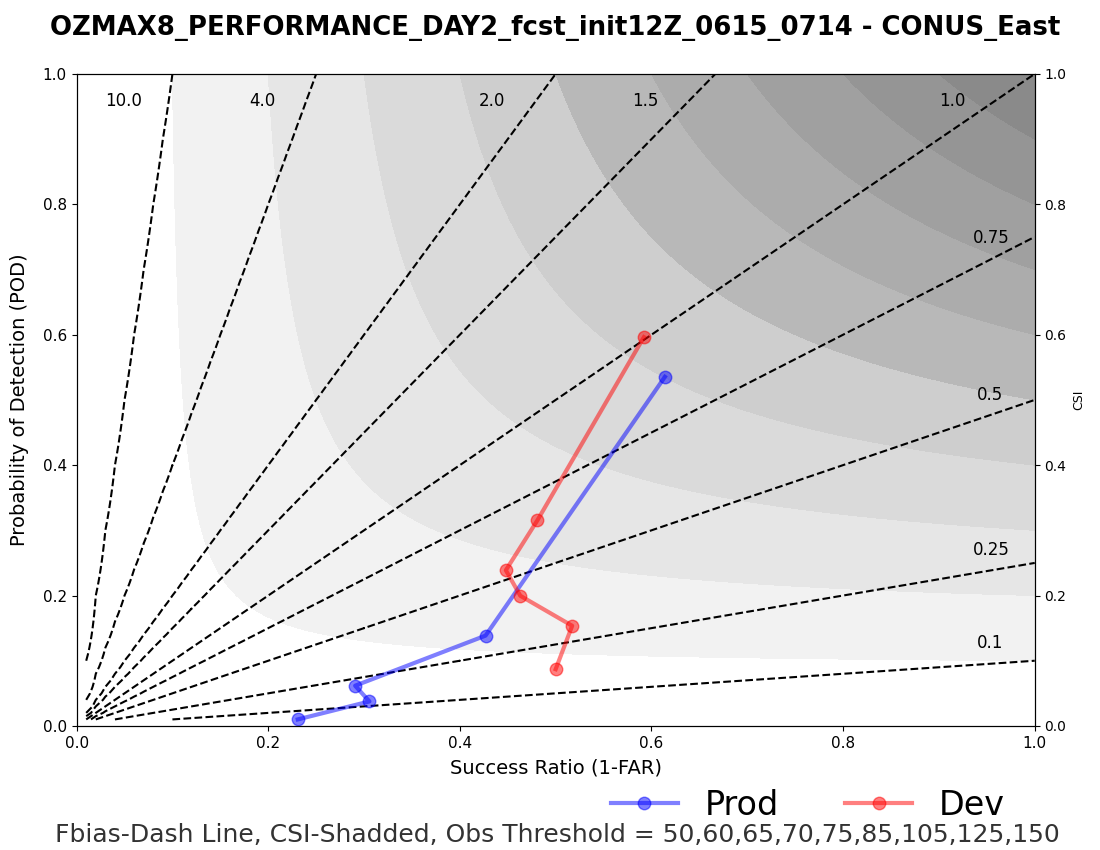 OZMAX8_PERFORMANCE_DAY2_fcst_init12Z_0615_0714 - CONUS_East
1.0 10.0 4.0 2.0 1.5 1.0 1.0
0.8 0.8
0.75
0.6 0.6
Probability of Detection (POD)
0.5
CSI
0.4 0.4
0.25
0.2 0.2
0.1
0.0 0.0
0.0 0.2 0.4 0.6 0.8 1.0
Success Ratio (1-FAR)
Prod Dev
Fbias-Dash Line, CSI-Shadded, Obs Threshold = 50,60,65,70,75,85,105,125,150